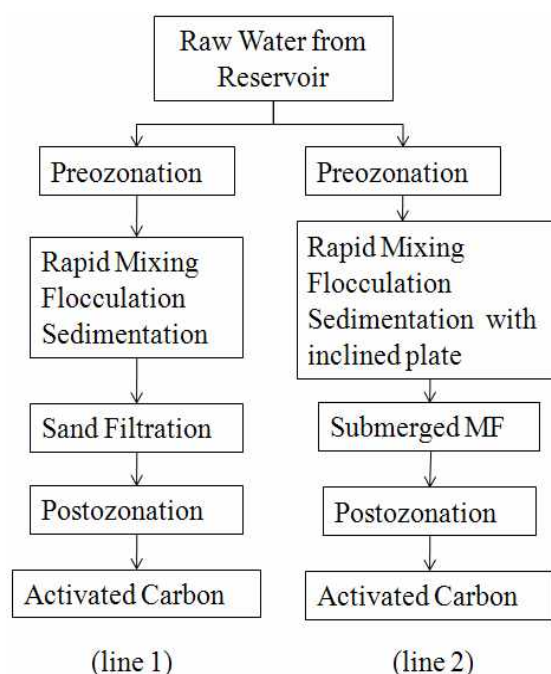 Raw Water from
Reservoir
Preozonation
Rapid Mixing
Flocculation
Sedimentation
Sand Filtration
Postozonation
Activated Carbon
(line 1)
Preozonation
Rapid Mixing
Flocculation
Sedimentation with
inclined plate
Submerged MF
Postozonation
Activated Carbon
(line 2)